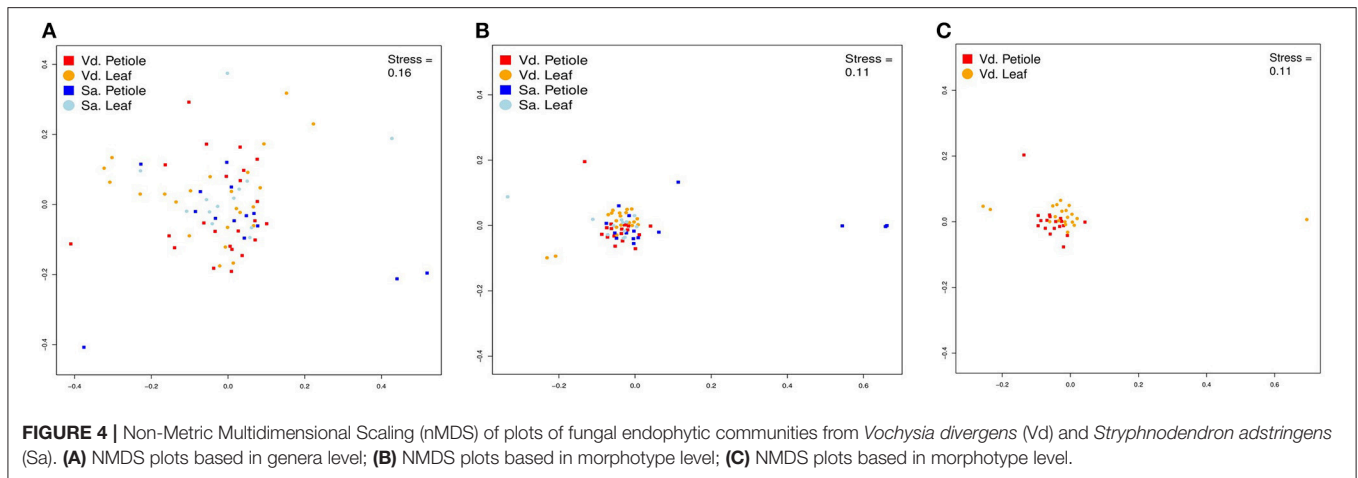 A
B
C
Vd. Petiole
Vd. Leaf
Sa. Petiole
Sa. Leaf
Stress =
0.16
0.4
0.2
0.0
−0.2
−0.4
−0.4
−0.2
0.0
0.2
0.4
Vd. Petiole
Vd. Leaf
Sa. Petiole
Sa. Leaf
Stress =
0.11
0.4
0.2
0.0
−0.2
−0.4
−0.2
0.0
0.2
0.4
0.6
Vd. Petiole
Vd. Leaf
Stress =
0.11
0.4
0.2
0.0
−0.2
−0.4
−0.2
0.0
0.2
0.4
0.6
FIGURE 4 | Non-Metric Multidimensional Scaling (nMDS) of plots of fungal endophytic communities from Vochysia divergens (Vd) and Stryphnodendron adstringens
(Sa). (A) NMDS plots based in genera level; (B) NMDS plots based in morphotype level; (C) NMDS plots based in morphotype level.